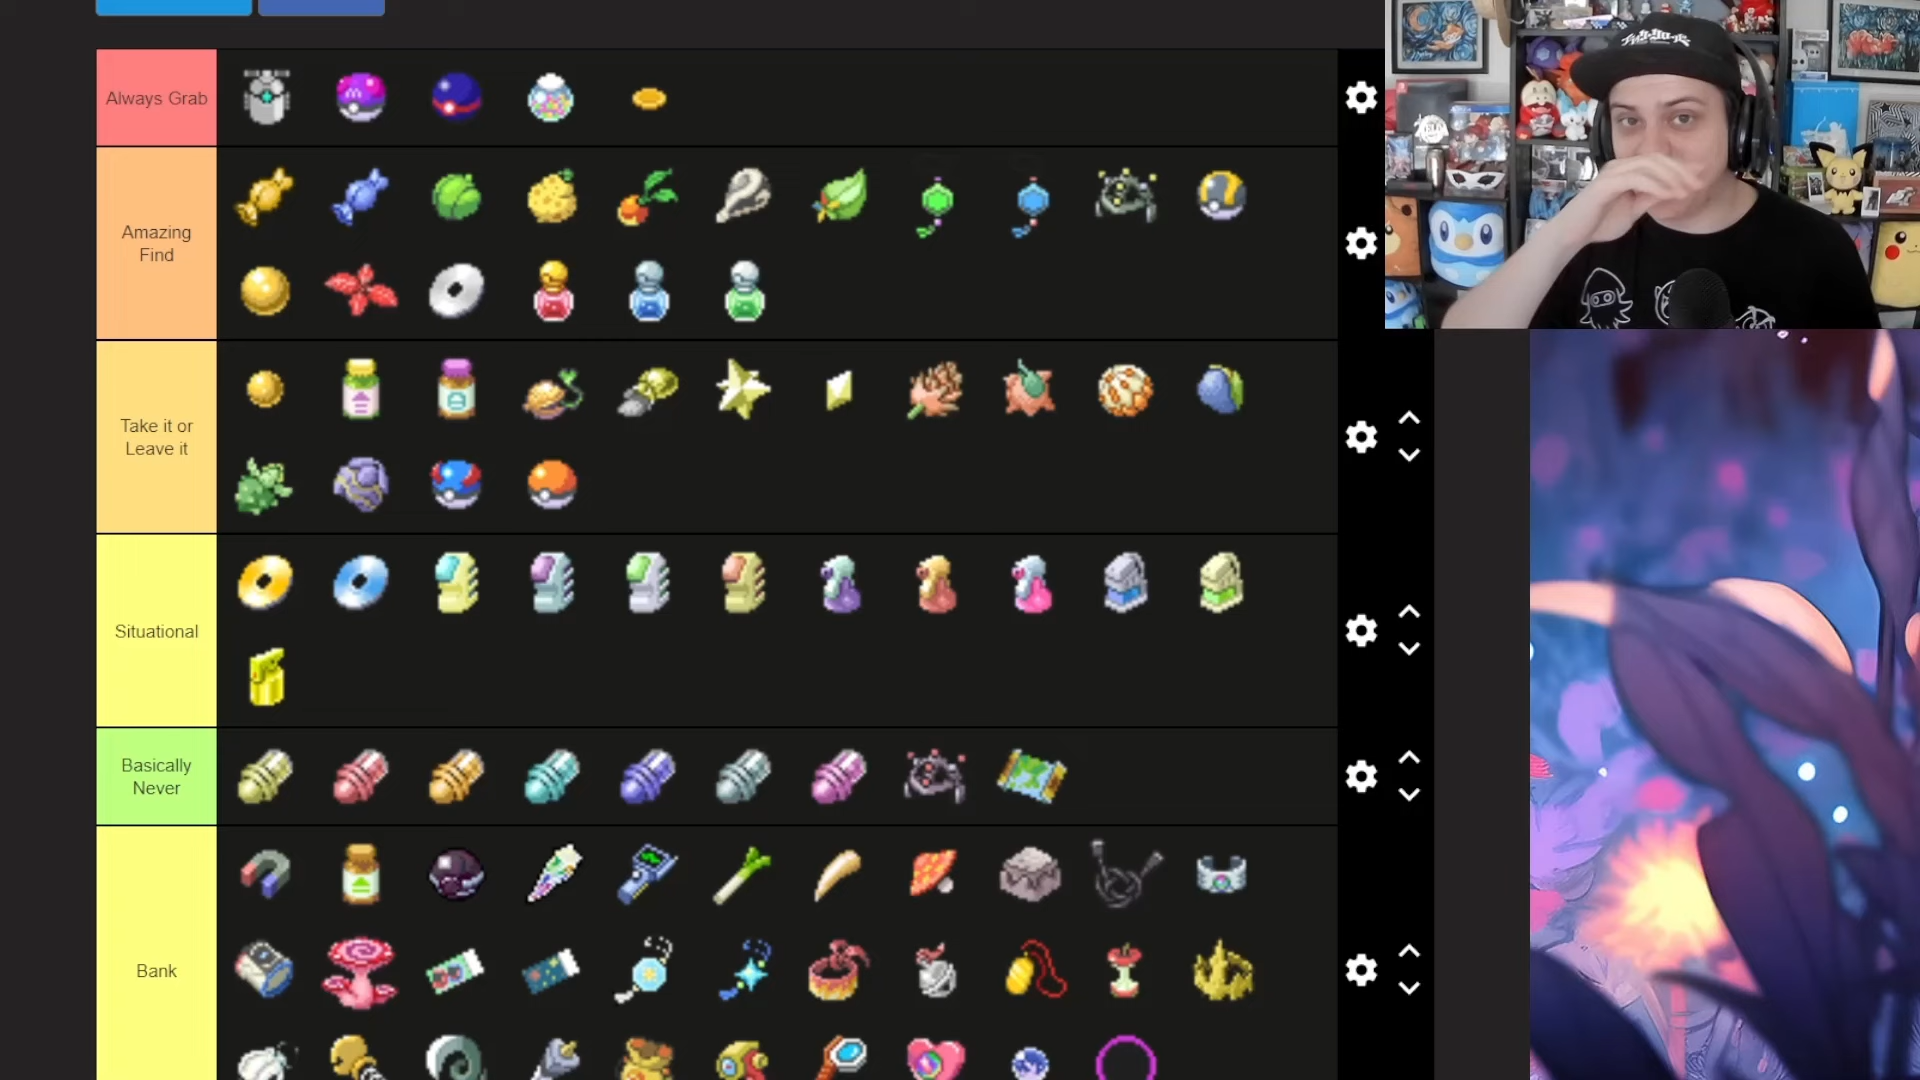 Always Grab
Amazing
Find
Take it or
Leave it
Situational
Basically
Never
Bank